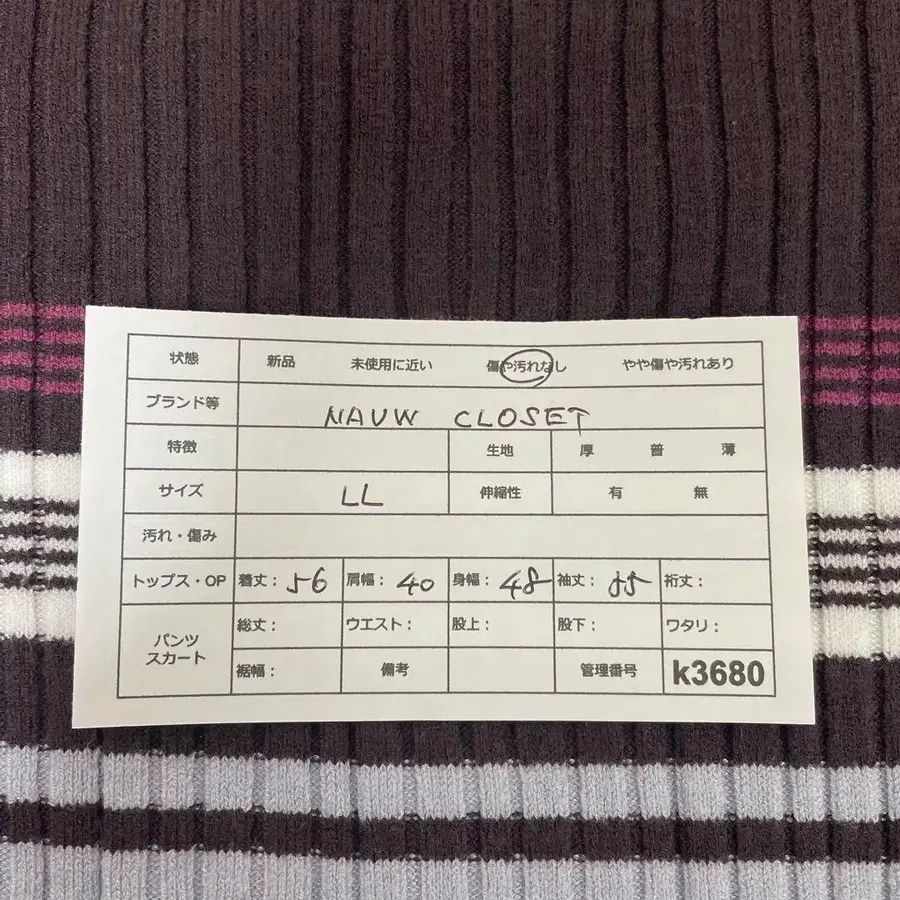 状態 新品 未使用に近い 傷や汚れなし やや傷や汚れあり
ブランド等 NAUW CLOSET
特徴 生地 厚 普 薄
サイズ LL 伸縮性 有 無
汚れ・傷み
トップス・OP 着丈: 56 肩幅: 40 身幅: 48 袖丈: 55 裄丈:
パンツ スカート 総丈: ウエスト: 股上: 股下: ワタリ:
裾幅: 備考 管理番号 k3680